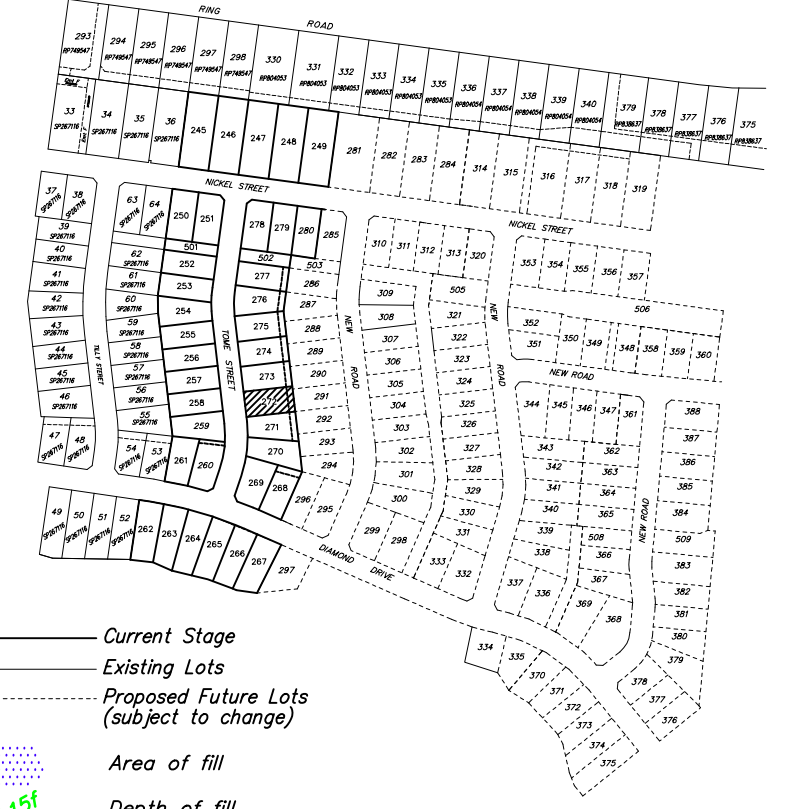 RING ROAD
293 294 295 296 297 298 330 331 332 333 334 335 336 337 338 339 340 379 378 377 376 375
RP749547 RP749547 RP749547 RP749547 RP749547 RP749547 RP804053 RP804053 RP804053 RP804053 RP804053 RP804053 RP804054 RP804054 RP804054 RP804054 RP804054 RP838637 RP838637 RP838637 RP838637 RP838637
33 34 35 36 245 246 247 248 249 281 282 283 284 314 315 316 317 318 319
SP267116 SP267116 SP267116 SP267116
NICKEL STREET
NICKEL STREET
37 38 63 64 250 251 278 279 280 285 310 311 312 313 320 353 354 355 356 357
SP267116 SP267116 SP267116 SP267116
39
SP267116
40
SP267116
41
SP267116
42
SP267116
43
SP267116
44
SP267116
45
SP267116
46
SP267116
47 48
SP267116 SP267116
TILLY STERET
62
SP267116
61
SP267116
60
SP267116
59
SP267116
58
SP267116
57
SP267116
56
SP267116
55
SP267116
54 53
SP267116 SP267116
501
252
253
254
255
256
257
258
259
261 260
TOME STREET
502
277
276
275
274
273
272
271
270
269 268
503
286
287
288
289
290
291
292
293
294
296 295
NEW ROAD
309
308
307
306
305
304
303
302
301
300
299 298
505
321
322
323
324
325
326
327
328
329
330
331
333 332
NEW ROAD
506
352
351 350 349 348 358 359 360
NEW ROAD
344 345 346 347 361
343 362
342 363
341 364
340 365
339 508
338 366
367
337 336 369 368
NEW ROAD
388
387
386
385
384
509
383
382
381
380
379
378
377
376
49 50 51 52 262 263 264 265 266 267 297
SP267116 SP267116 SP267116 SP267116
DIAMOND DRIVE
334 335
370
371
372
373
374
375
Current Stage
Existing Lots
Proposed Future Lots
(subject to change)
Area of fill
Depth of fill